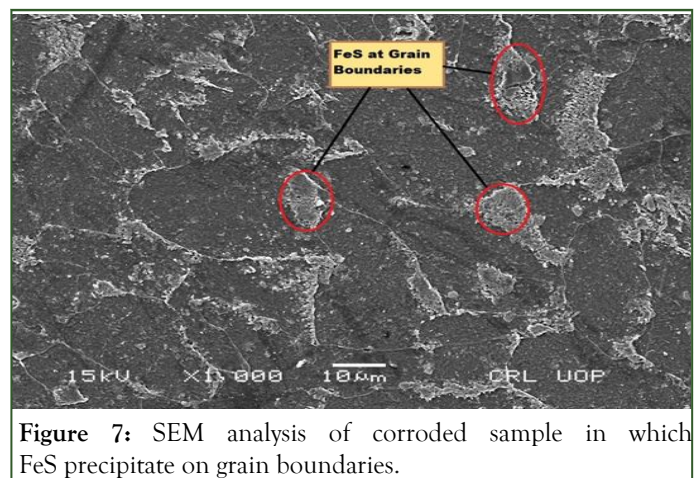 FeS at Grain
Boundaries
15kV X1,000 10µm CRL UOP
Figure 7: SEM analysis of corroded sample in which
FeS precipitate on grain boundaries.